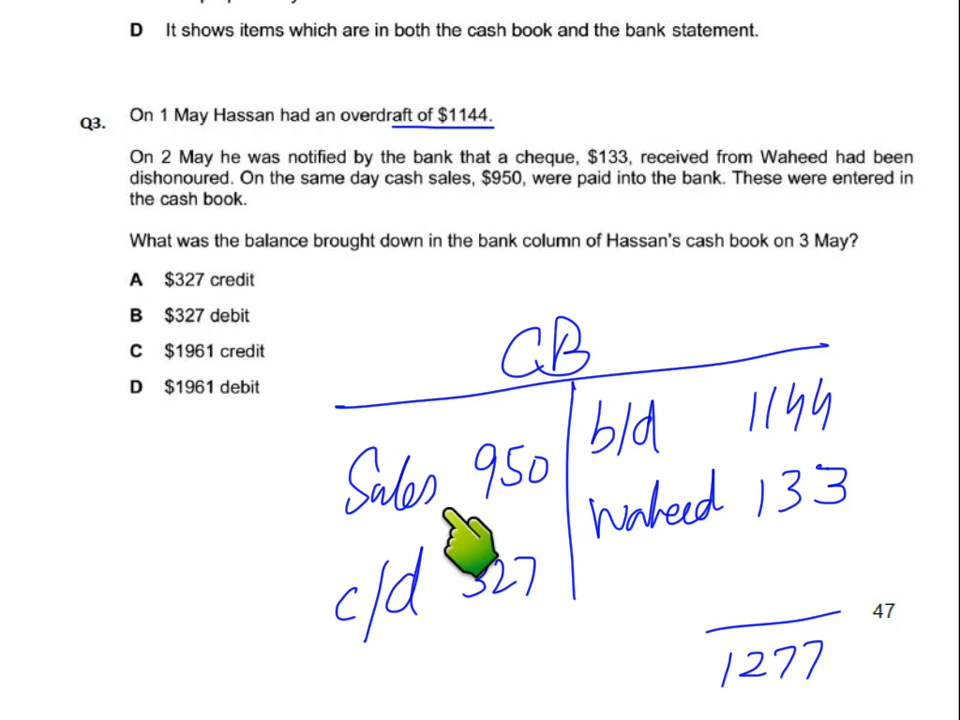 D It shows items which are in both the cash book and the bank statement.
Q3. On 1 May Hassan had an overdraft of $1144.
On 2 May he was notified by the bank that a cheque, $133, received from Waheed had been
dishonoured. On the same day cash sales, $950, were paid into the bank. These were entered in
the cash book.
What was the balance brought down in the bank column of Hassan's cash book on 3 May?
A $327 credit
B $327 debit
C $1961 credit
D $1961 debit
CB
Sales 950 b/d 1144
Waheed 133
c/d 327
47
1277